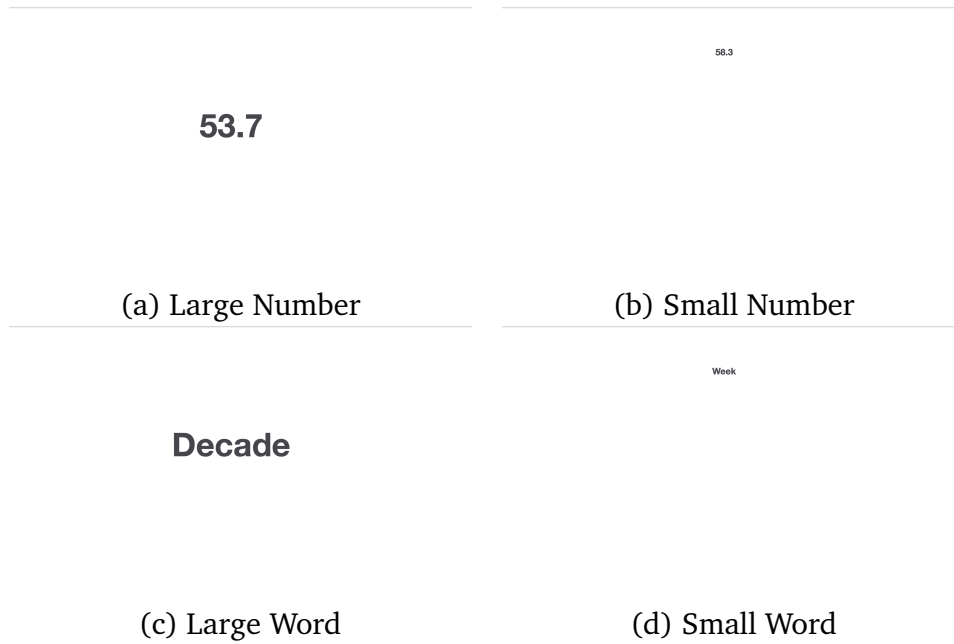 53.7
58.3
(a) Large Number
(b) Small Number
Decade
Week
(c) Large Word
(d) Small Word